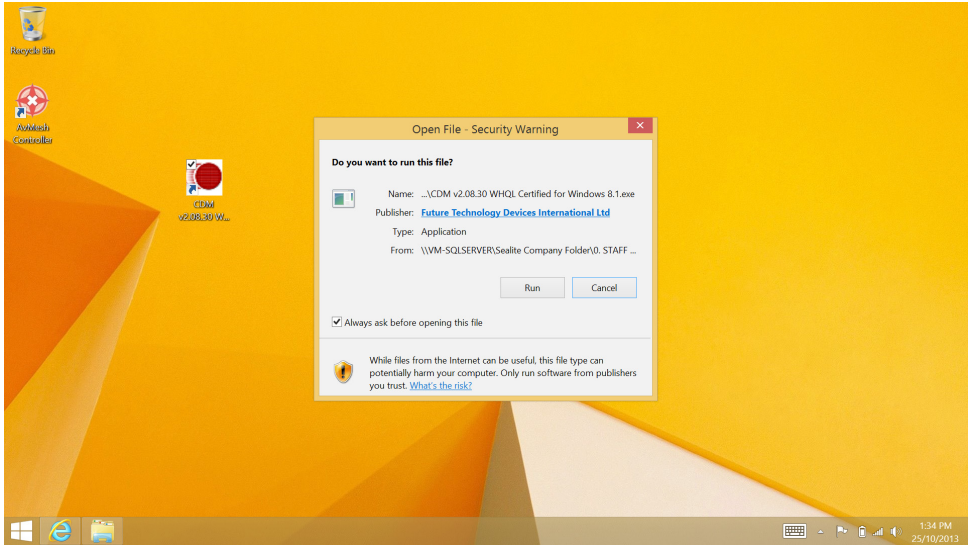 Recycle Bin
AvMesh
Controller
CDM
v2.08.30 W...
Open File - Security Warning
Do you want to run this file?
Name: ...\CDM v2.08.30 WHQL Certified for Windows 8.1.exe
Publisher: Future Technology Devices International Ltd
Type: Application
From: \\VM-SQLSERVER\Sealite Company Folder\0. STAFF ...
Run
Cancel
Always ask before opening this file
While files from the Internet can be useful, this file type can
potentially harm your computer. Only run software from publishers
you trust. What's the risk?
1:34 PM
25/10/2013